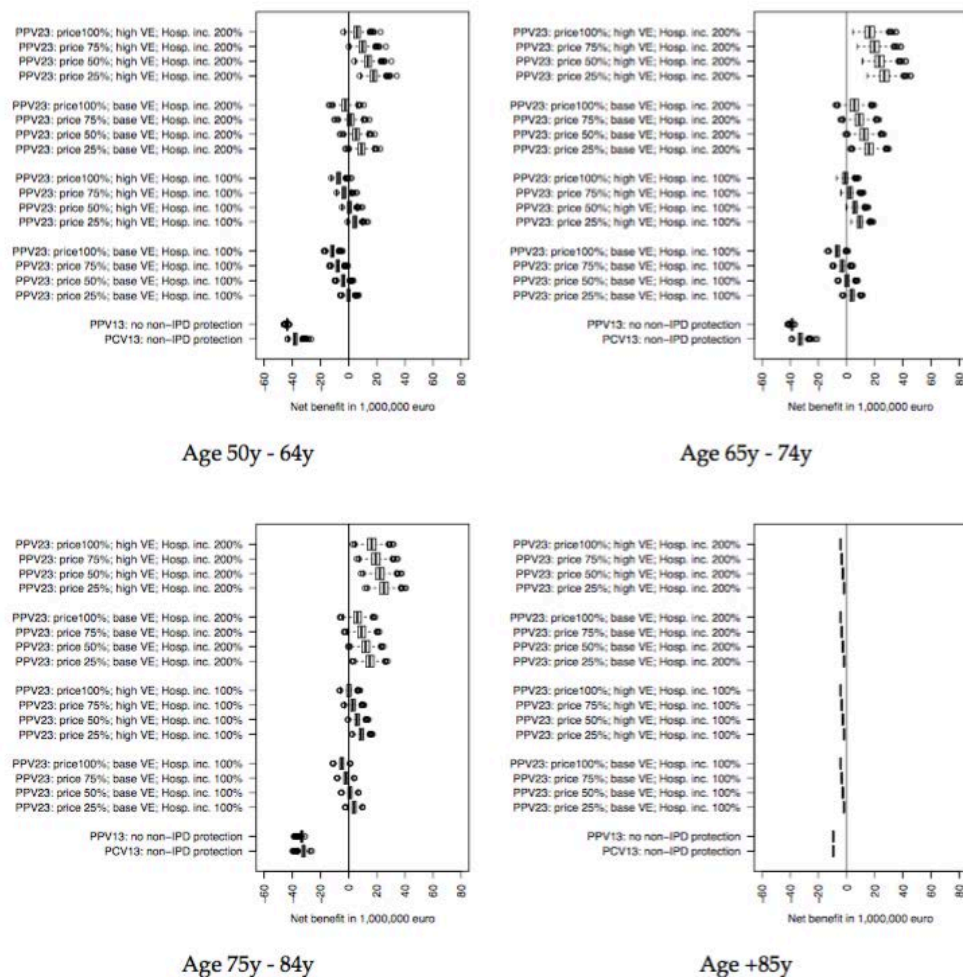 PPV23: price100%; high VE; Hosp. inc. 200%
PPV23: price 75%; high VE; Hosp. inc. 200%
PPV23: price 50%; high VE; Hosp. inc. 200%
PPV23: price 25%; high VE; Hosp. inc. 200%
PPV23: price100%; base VE; Hosp. inc. 200%
PPV23: price 75%; base VE; Hosp. inc. 200%
PPV23: price 50%; base VE; Hosp. inc. 200%
PPV23: price 25%; base VE; Hosp. inc. 200%
PPV23: price100%; high VE; Hosp. inc. 100%
PPV23: price 75%; high VE; Hosp. inc. 100%
PPV23: price 50%; high VE; Hosp. inc. 100%
PPV23: price 25%; high VE; Hosp. inc. 100%
PPV23: price100%; base VE; Hosp. inc. 100%
PPV23: price 75%; base VE; Hosp. inc. 100%
PPV23: price 50%; base VE; Hosp. inc. 100%
PPV23: price 25%; base VE; Hosp. inc. 100%
PPV13: no non-IPD protection
PCV13: non-IPD protection
-60 -40 -20 0 20 40 60 80
Net benefit in 1,000,000 euro
Age 50y - 64y
PPV23: price100%; high VE; Hosp. inc. 200%
PPV23: price 75%; high VE; Hosp. inc. 200%
PPV23: price 50%; high VE; Hosp. inc. 200%
PPV23: price 25%; high VE; Hosp. inc. 200%
PPV23: price100%; base VE; Hosp. inc. 200%
PPV23: price 75%; base VE; Hosp. inc. 200%
PPV23: price 50%; base VE; Hosp. inc. 200%
PPV23: price 25%; base VE; Hosp. inc. 200%
PPV23: price100%; high VE; Hosp. inc. 100%
PPV23: price 75%; high VE; Hosp. inc. 100%
PPV23: price 50%; high VE; Hosp. inc. 100%
PPV23: price 25%; high VE; Hosp. inc. 100%
PPV23: price100%; base VE; Hosp. inc. 100%
PPV23: price 75%; base VE; Hosp. inc. 100%
PPV23: price 50%; base VE; Hosp. inc. 100%
PPV23: price 25%; base VE; Hosp. inc. 100%
PPV13: no non-IPD protection
PCV13: non-IPD protection
-60 -40 -20 0 20 40 60 80
Net benefit in 1,000,000 euro
Age 65y - 74y
PPV23: price100%; high VE; Hosp. inc. 200%
PPV23: price 75%; high VE; Hosp. inc. 200%
PPV23: price 50%; high VE; Hosp. inc. 200%
PPV23: price 25%; high VE; Hosp. inc. 200%
PPV23: price100%; base VE; Hosp. inc. 200%
PPV23: price 75%; base VE; Hosp. inc. 200%
PPV23: price 50%; base VE; Hosp. inc. 200%
PPV23: price 25%; base VE; Hosp. inc. 200%
PPV23: price100%; high VE; Hosp. inc. 100%
PPV23: price 75%; high VE; Hosp. inc. 100%
PPV23: price 50%; high VE; Hosp. inc. 100%
PPV23: price 25%; high VE; Hosp. inc. 100%
PPV23: price100%; base VE; Hosp. inc. 100%
PPV23: price 75%; base VE; Hosp. inc. 100%
PPV23: price 50%; base VE; Hosp. inc. 100%
PPV23: price 25%; base VE; Hosp. inc. 100%
PPV13: no non-IPD protection
PCV13: non-IPD protection
-60 -40 -20 0 20 40 60 80
Net benefit in 1,000,000 euro
Age 75y - 84y
PPV23: price100%; high VE; Hosp. inc. 200%
PPV23: price 75%; high VE; Hosp. inc. 200%
PPV23: price 50%; high VE; Hosp. inc. 200%
PPV23: price 25%; high VE; Hosp. inc. 200%
PPV23: price100%; base VE; Hosp. inc. 200%
PPV23: price 75%; base VE; Hosp. inc. 200%
PPV23: price 50%; base VE; Hosp. inc. 200%
PPV23: price 25%; base VE; Hosp. inc. 200%
PPV23: price100%; high VE; Hosp. inc. 100%
PPV23: price 75%; high VE; Hosp. inc. 100%
PPV23: price 50%; high VE; Hosp. inc. 100%
PPV23: price 25%; high VE; Hosp. inc. 100%
PPV23: price100%; base VE; Hosp. inc. 100%
PPV23: price 75%; base VE; Hosp. inc. 100%
PPV23: price 50%; base VE; Hosp. inc. 100%
PPV23: price 25%; base VE; Hosp. inc. 100%
PPV13: no non-IPD protection
PCV13: non-IPD protection
-60 -40 -20 0 20 40 60 80
Net benefit in 1,000,000 euro
Age +85y